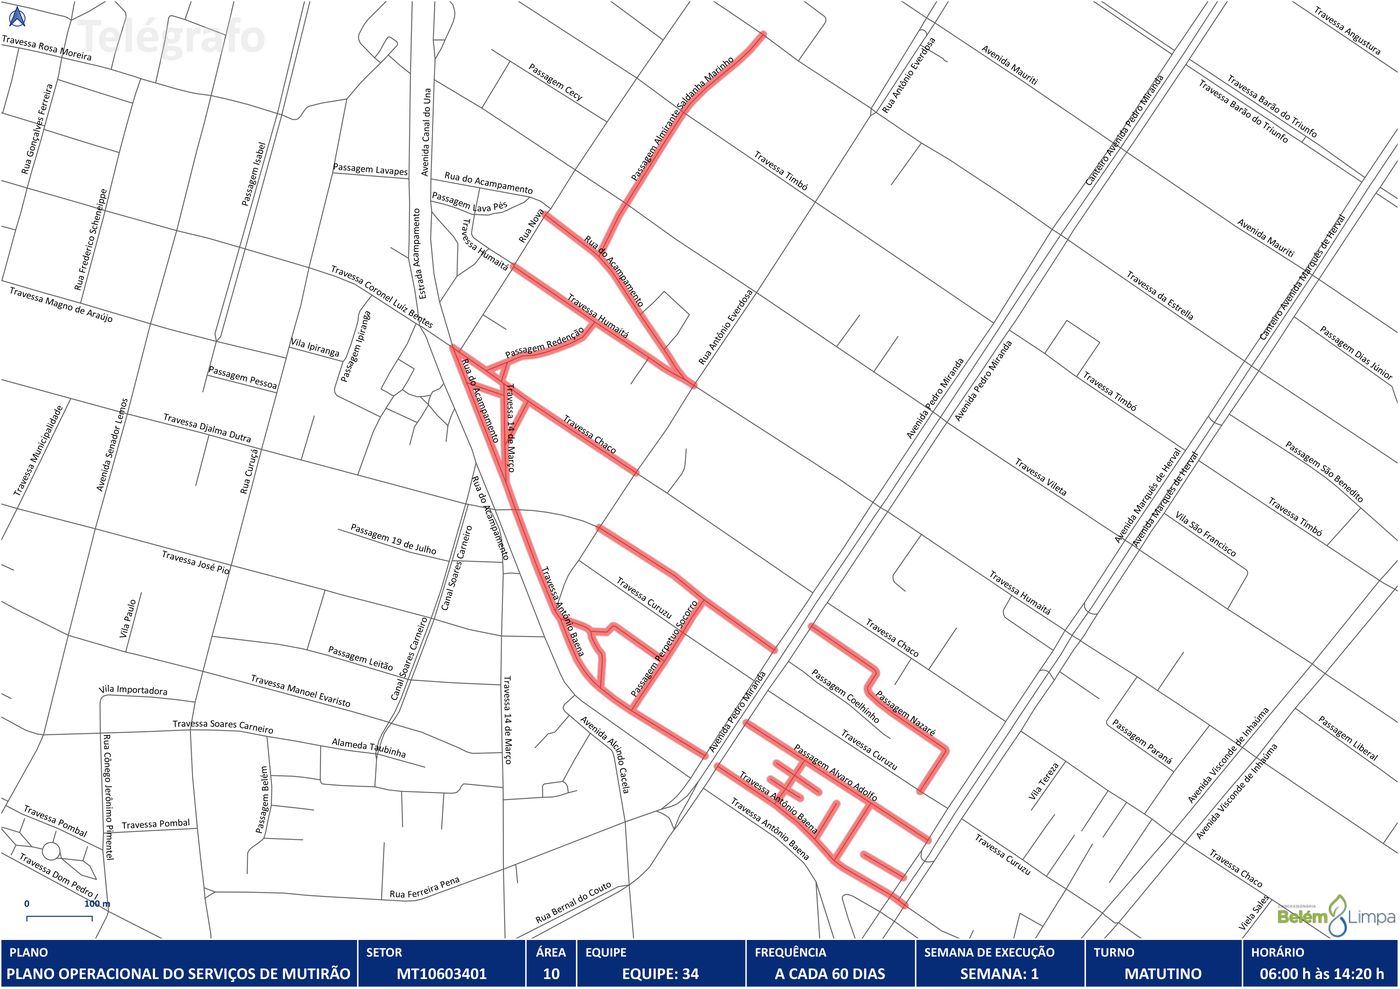 Telégrafo
Travessa Rosa Moreira
Rua Gonçalves Ferreira
Rua Frederico Scheneippe
Passagem Isabel
Avenida Canal do Una
Passagem Cecy
Passagem Almirante Saldanha Marinho
Rua Antônio Everdosa
Avenida Mauriti
Canteiro Avenida Pedro Miranda
Travessa Angustura
Travessa Barão do Triunfo
Travessa Barão do Triunfo
Travessa Timbó
Passagem Lavapes
Rua do Acampamento
Passagem Lava Pés
Travessa Humaitá
Rua Nova
Estrada Acampamento
Rua do Acampamento
Avenida Mauriti
Canteiro Avenida Marquês de Herval
Travessa da Estrella
Passagem Dias Júnior
Travessa Magno de Araújo
Travessa Coronel Luiz Bentes
Vila Ipiranga
Passagem Ipiranga
Passagem Pessoa
Travessa Humaitá
Passagem Redenção
Rua Antônio Everdosa
Avenida Pedro Miranda
Avenida Pedro Miranda
Travessa Timbó
Travessa Municipalidade
Avenida Senador Lemos
Travessa Djalma Dutra
Rua Curuçá
Rua do Acampamento
Travessa 14 de Março
Travessa Chaco
Travessa Vileta
Avenida Marquês de Herval
Avenida Marquês de Herval
Passagem São Benedito
Travessa Timbó
Vila São Francisco
Rua do Acampamento
Passagem 19 de Julho
Canal Soares Carneiro
Travessa José Pio
Travessa Antônio Baena
Travessa Curuzu
Passagem Perpetuo Socorro
Travessa Humaitá
Travessa Chaco
Vila Paulo
Passagem Leitão
Canal Soares Carneiro
Travessa Manoel Evaristo
Vila Importadora
Travessa Soares Carneiro
Alameda Taubinha
Travessa 14 de Março
Avenida Alcindo Cacela
Avenida Pedro Miranda
Passagem Coelhinho
Passagem Nazaré
Travessa Curuzu
Passagem Alvaro Adolfo
Travessa Antônio Baena
Travessa Antônio Baena
Passagem Paraná
Avenida Visconde de Inhaúma
Avenida Visconde de Inhaúma
Passagem Liberal
Vila Tereza
Travessa Curuzu
Travessa Chaco
Viela Sales
Rua Cônego Jerônimo Pimentel
Passagem Belém
Travessa Pombal
Travessa Pombal
Travessa Dom Pedro I
Rua Ferreira Pena
Rua Bernal do Couto
0 100 m
CONCESSIONÁRIA
Belém Limpa
PLANO SETOR ÁREA EQUIPE FREQUÊNCIA SEMANA DE EXECUÇÃO TURNO HORÁRIO
PLANO OPERACIONAL DO SERVIÇOS DE MUTIRÃO MT10603401 10 EQUIPE: 34 A CADA 60 DIAS SEMANA: 1 MATUTINO 06:00 h às 14:20 h